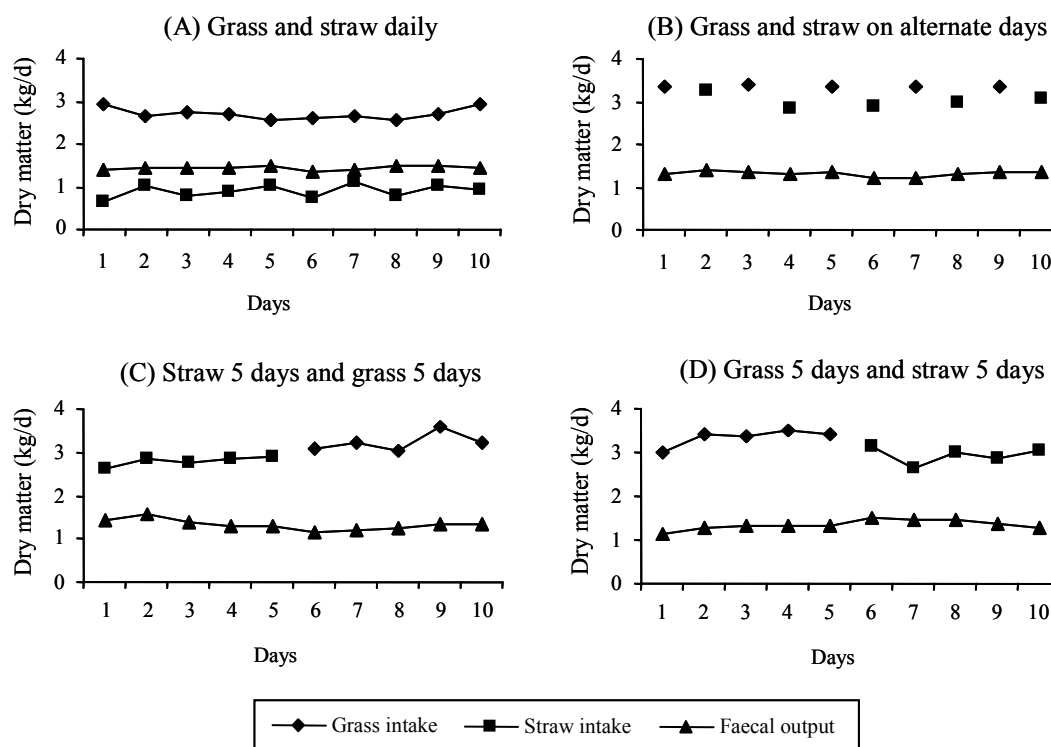 (A) Grass and straw daily
Dry matter (kg/d)
4
3
2
1
0
1 2 3 4 5 6 7 8 9 10
Days
(B) Grass and straw on alternate days
Dry matter (kg/d)
4
3
2
1
0
1 2 3 4 5 6 7 8 9 10
Days
(C) Straw 5 days and grass 5 days
Dry matter (kg/d)
4
3
2
1
0
1 2 3 4 5 6 7 8 9 10
Days
(D) Grass 5 days and straw 5 days
Dry matter (kg/d)
4
3
2
1
0
1 2 3 4 5 6 7 8 9 10
Days
Grass intake Straw intake Faecal output